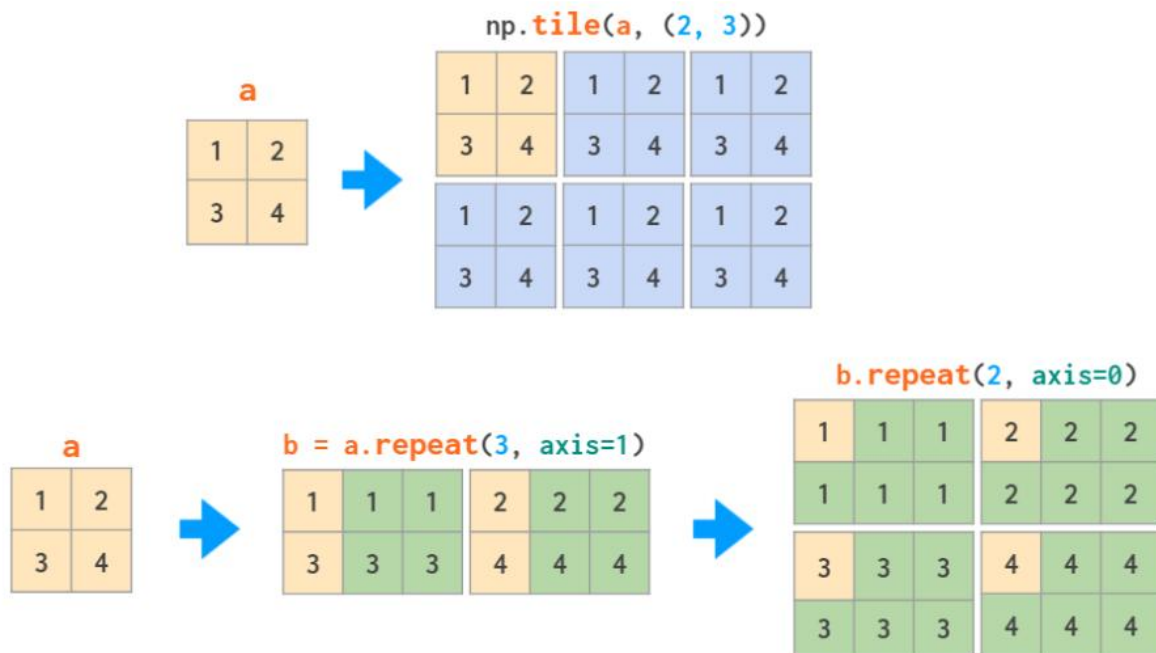 np.tile(a, (2, 3))
a
1 2 1 2 1 2
3 4 3 4 3 4
1 2 1 2 1 2
3 4 3 4 3 4
1 2
3 4
b.repeat(2, axis=0)
a
b = a.repeat(3, axis=1)
1 2
3 4
1 1 1 2 2 2
3 3 3 4 4 4
1 1 1 2 2 2
1 1 1 2 2 2
3 3 3 4 4 4
3 3 3 4 4 4